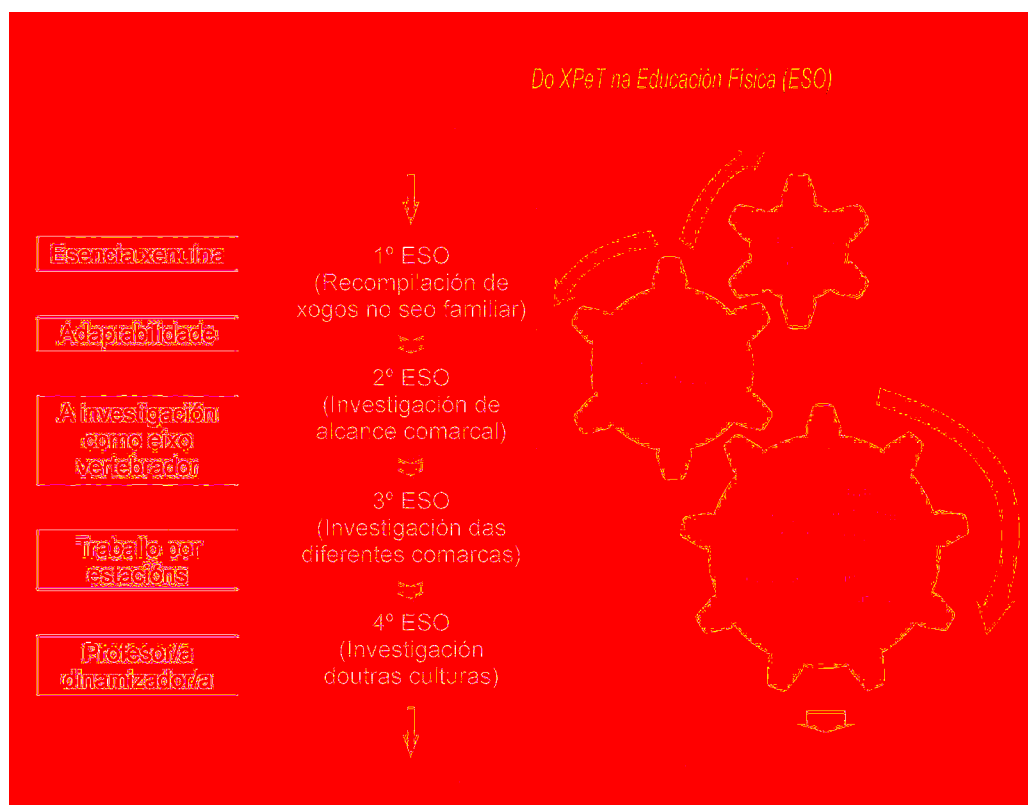 Do XPeT na Educación Física (ESO)
Esencia xenuína
Adaptabilidade
A investigación
como eixo
vertebrador
Traballo por
estacións
Profesor/a
dinamizador/a
1º ESO
(Recompilación de
xogos no seo familiar)
2º ESO
(Investigación de
alcance comarcal)
3º ESO
(Investigación das
diferentes comarcas)
4º ESO
(Investigación
doutras culturas)